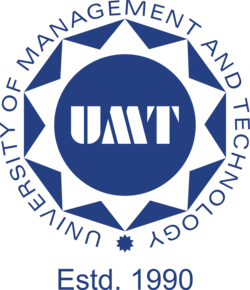 UNIVERSITY OF MANAGEMENT AND TECHNOLOGY
UMT
Estd. 1990